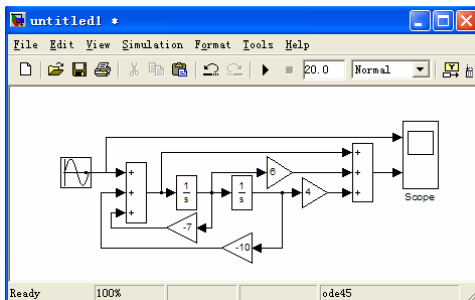 untitled1 *
File Edit View Simulation Format Tools Help
20.0 Normal
+ + +
1
s
1
s
-7
-10
6
4
+ + +
Scope
Ready 100% ode45